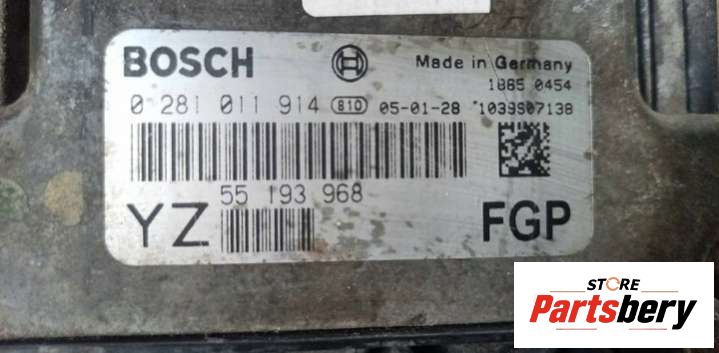 BOSCH Made in Germany
1865 0454
0 281 011 914 810 05-01-28 *1039S07138
55 193 968
YZ FGP
STORE
Partsbery